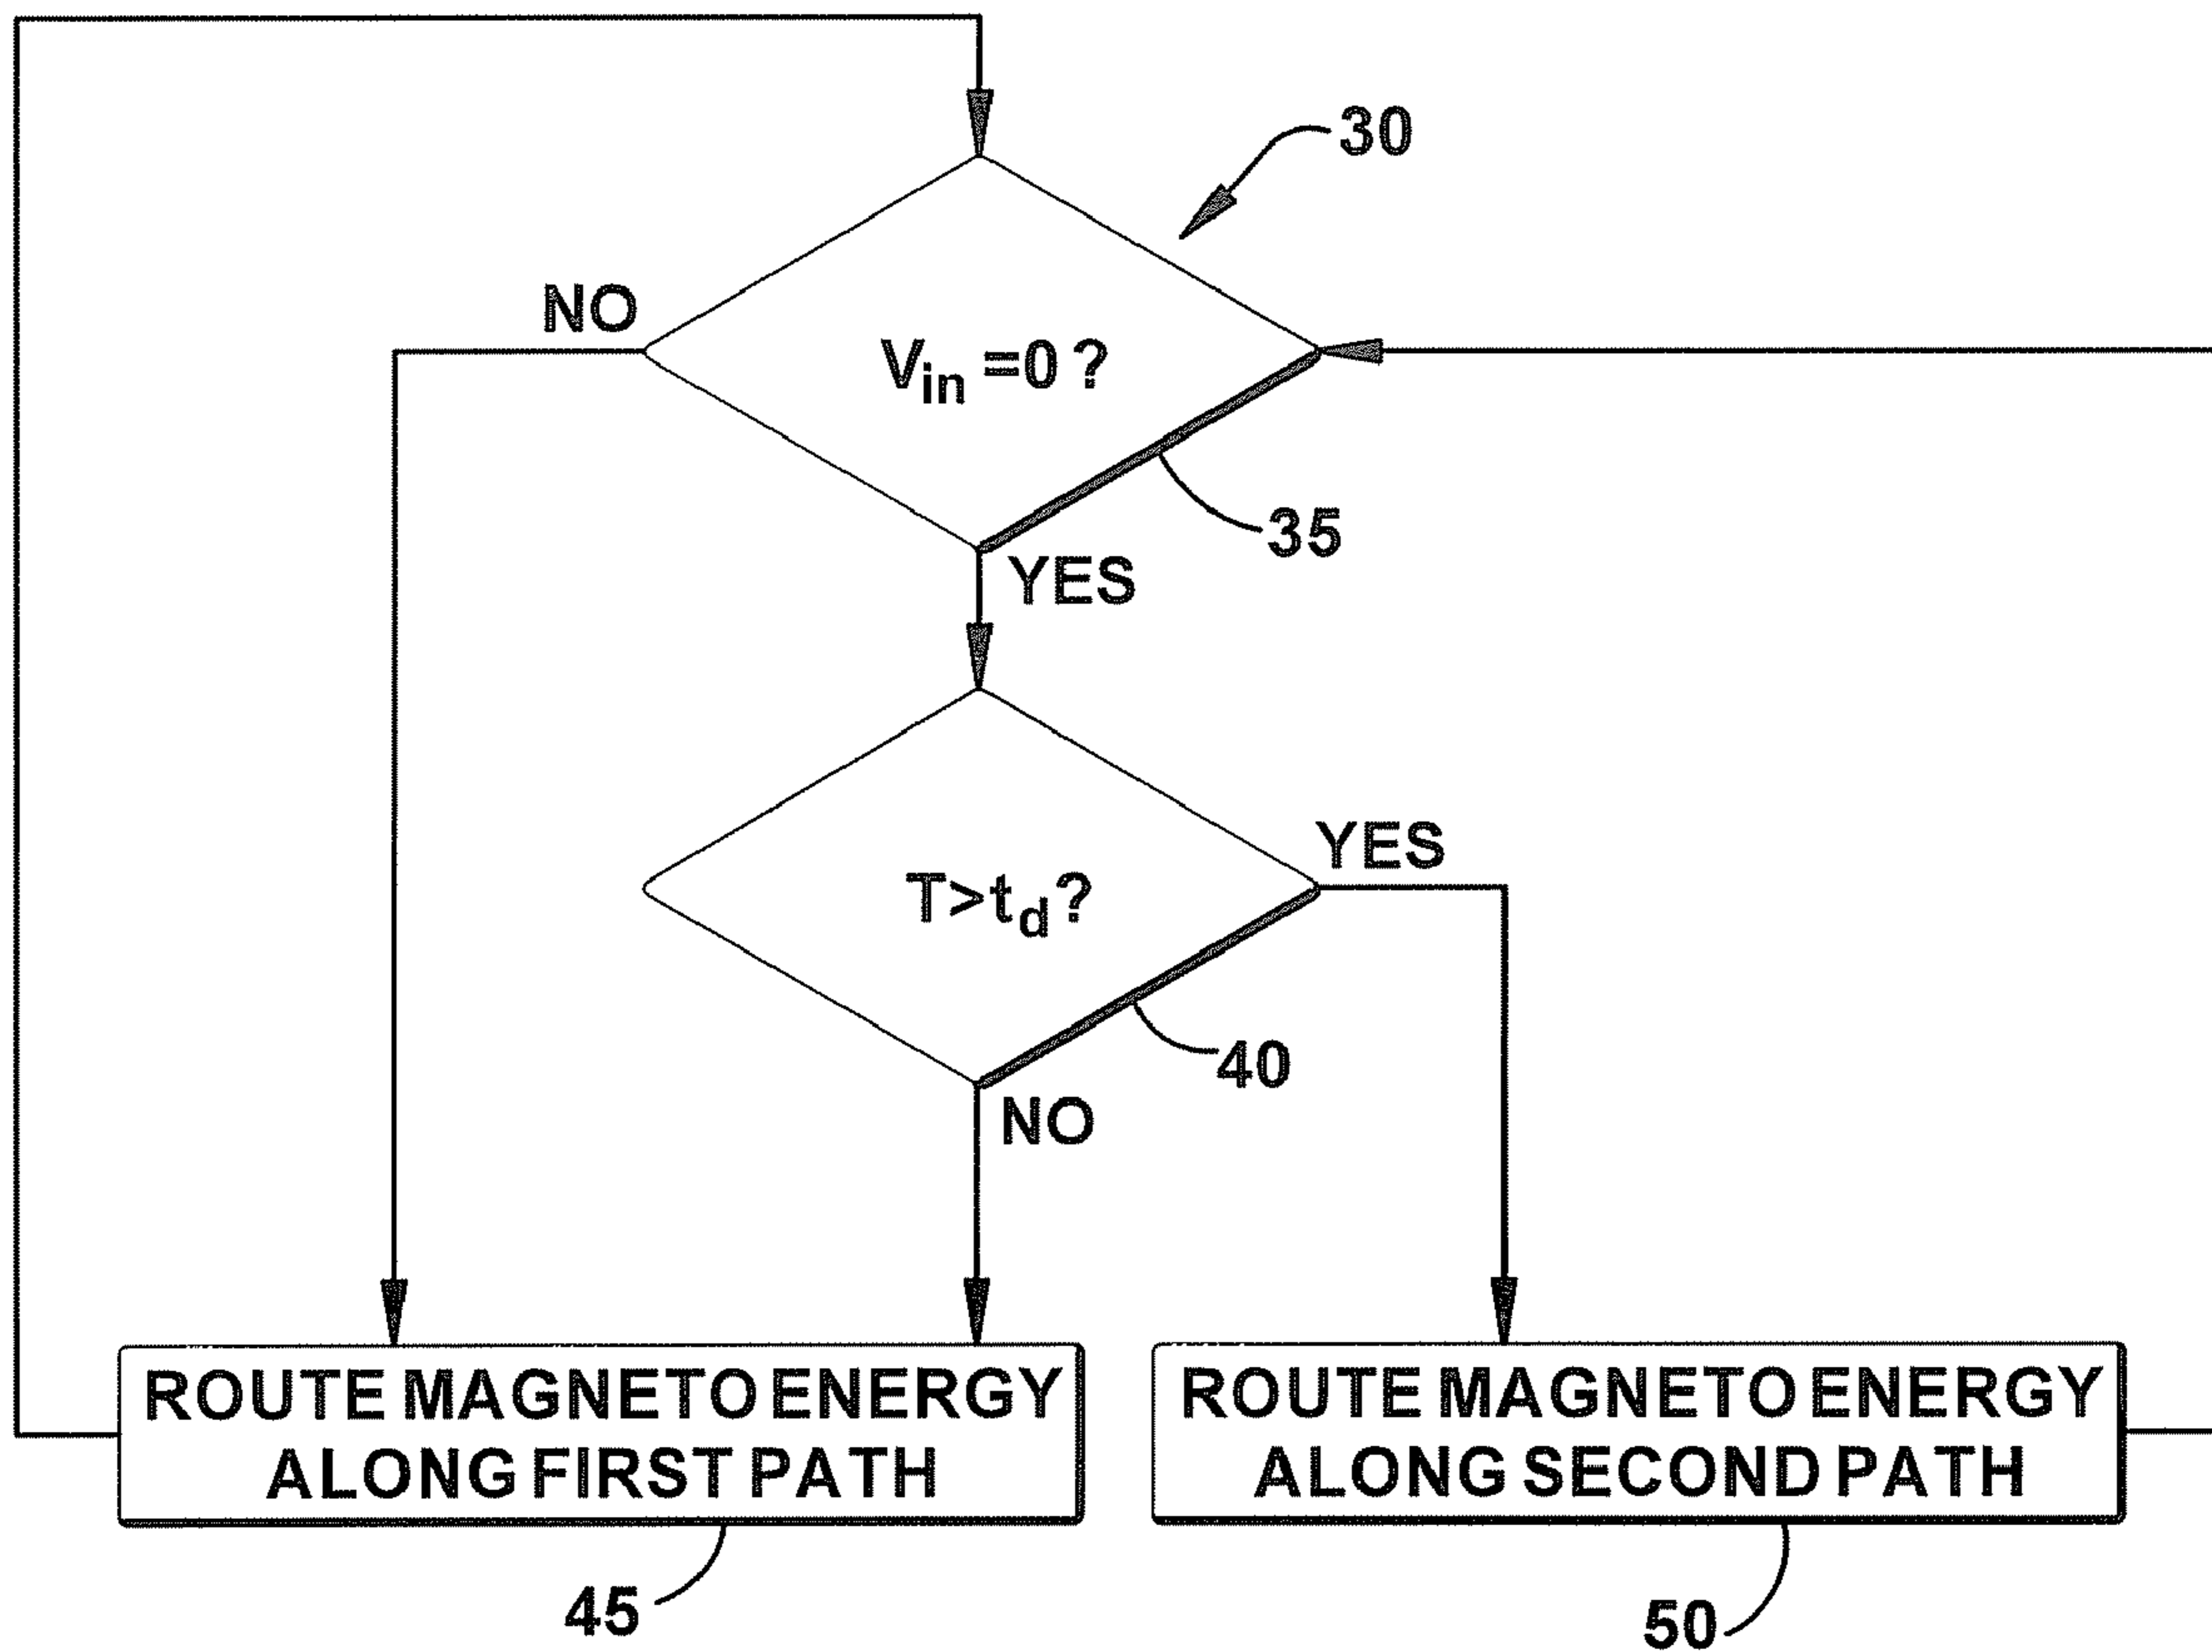 30
NO
Vin =0 ?
35
YES
YES
T>td ?
40
NO
ROUTE MAGNETO ENERGY
ALONG FIRST PATH
ROUTE MAGNETO ENERGY
ALONG SECOND PATH
45
50